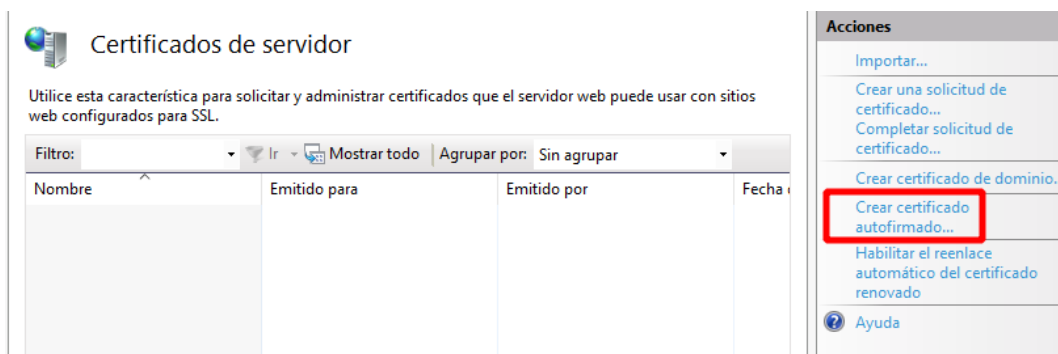 Certificados de servidor
Utilice esta característica para solicitar y administrar certificados que el servidor web puede usar con sitios
web configurados para SSL.
Filtro: Ir Mostrar todo Agrupar por: Sin agrupar
Nombre Emitido para Emitido por Fecha
Acciones
Importar...
Crear una solicitud de
certificado...
Completar solicitud de
certificado...
Crear certificado de dominio.
Crear certificado
autofirmado...
Habilitar el reenlace
automático del certificado
renovado
Ayuda